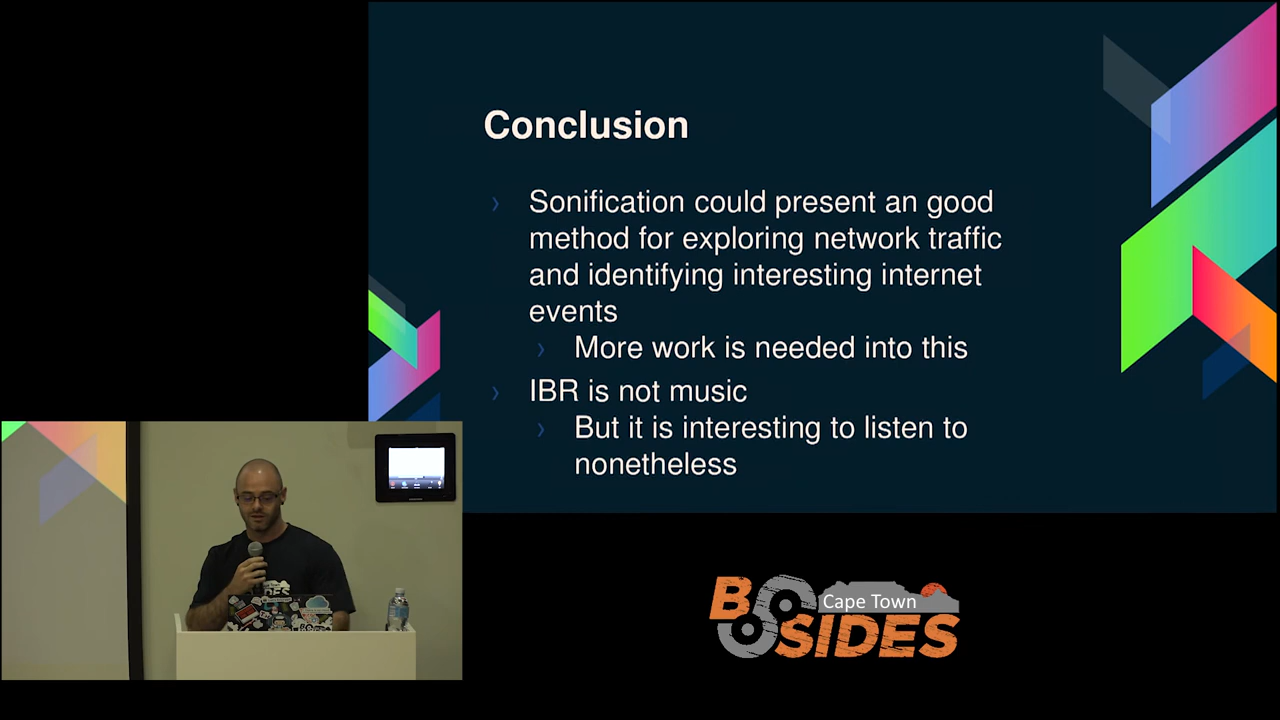 Conclusion
› Sonification could present an good
method for exploring network traffic
and identifying interesting internet
events
› More work is needed into this
› IBR is not music
› But it is interesting to listen to
nonetheless
SIDES
B
Cape Town
SIDES